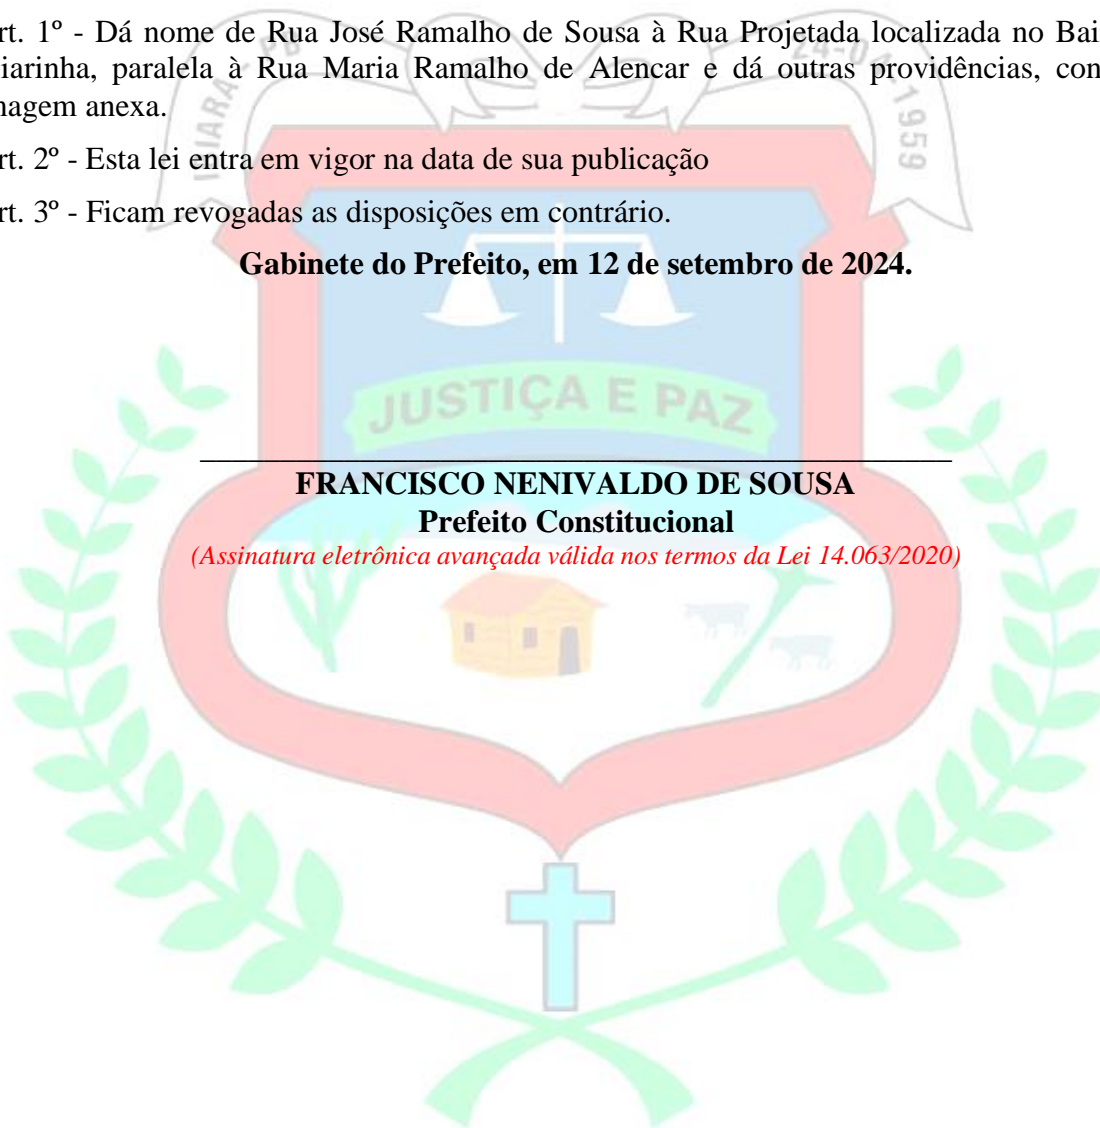 rt. 1º - Dá nome de Rua José Ramalho de Sousa à Rua Projetada localizada no Bai
iarinha, paralela à Rua Maria Ramalho de Alencar e dá outras providências, con
nagem anexa.
rt. 2º - Esta lei entra em vigor na data de sua publicação
rt. 3º - Ficam revogadas as disposições em contrário.
Gabinete do Prefeito, em 12 de setembro de 2024.
JUSTIÇA E PAZ
FRANCISCO NENIVALDO DE SOUSA
Prefeito Constitucional
(Assinatura eletrônica avançada válida nos termos da Lei 14.063/2020)
IBIARA - PB
1959